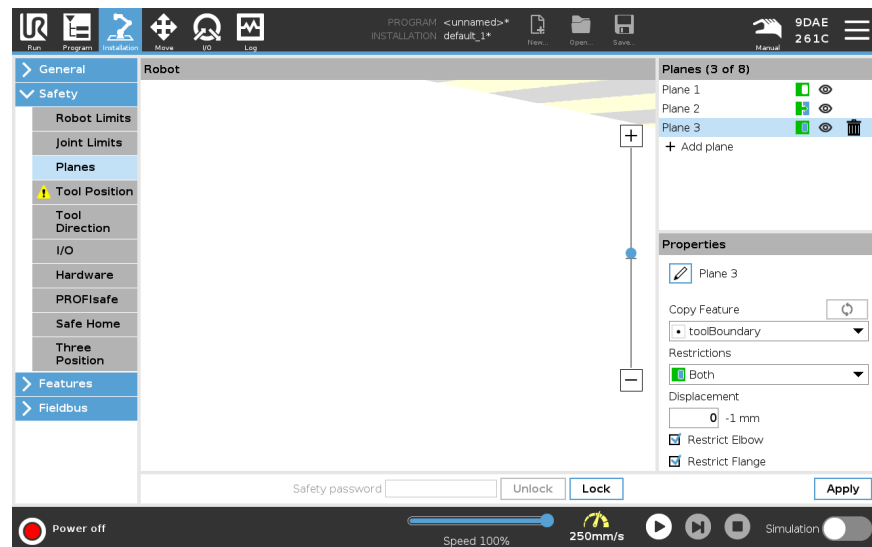 PROGRAM <unnamed>*
INSTALLATION default_1*
Run Program Installation Move I/O Log New... Open... Save... Manual
9DAE
261C
General
Safety
Robot Limits
Joint Limits
Planes
Tool Position
Tool
Direction
I/O
Hardware
PROFIsafe
Safe Home
Three
Position
Features
Fieldbus
Robot
Planes (3 of 8)
Plane 1
Plane 2
Plane 3
+ Add plane
Properties
Plane 3
Copy Feature
toolBoundary
Restrictions
Both
Displacement
0 -1 mm
Restrict Elbow
Restrict Flange
Safety password Unlock Lock Apply
Power off
Speed 100%
250mm/s
Simulation